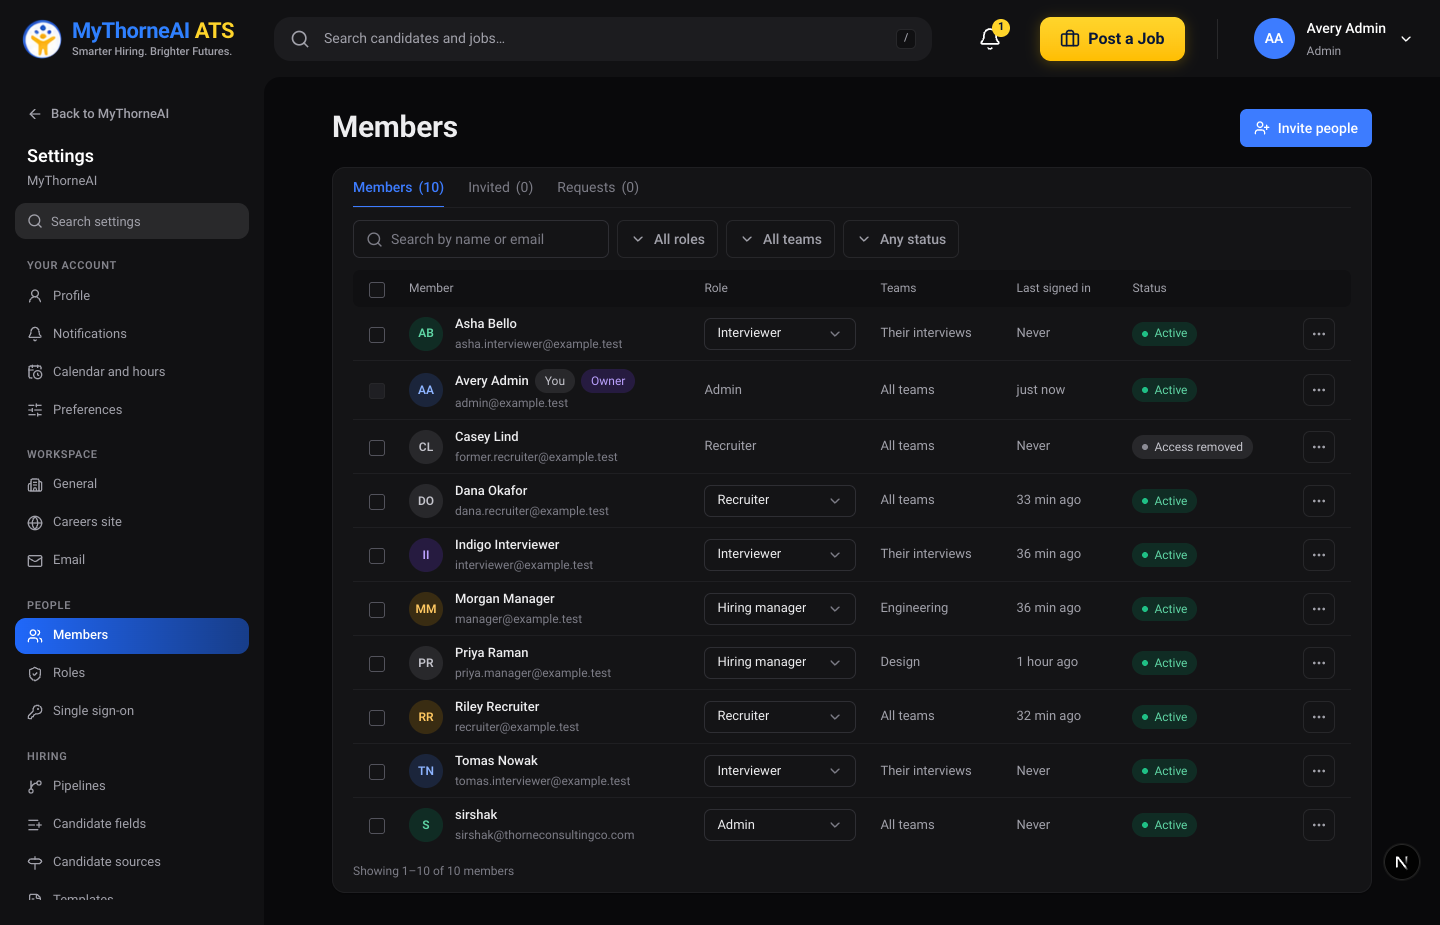 MyThorneAI ATS
Smarter Hiring. Brighter Futures.
Search candidates and jobs...
/
1
Post a Job
AA
Avery Admin
Admin
Back to MyThorneAI
Settings
MyThorneAI
Search settings
YOUR ACCOUNT
Profile
Notifications
Calendar and hours
Preferences
WORKSPACE
General
Careers site
Email
PEOPLE
Members
Roles
Single sign-on
HIRING
Pipelines
Candidate fields
Candidate sources
Templates
Members
Invite people
Members (10) Invited (0) Requests (0)
Search by name or email
All roles
All teams
Any status
Member Role Teams Last signed in Status
AB Asha Bello Interviewer Their interviews Never Active
asha.interviewer@example.test
AA Avery Admin You Owner Admin All teams just now Active
admin@example.test
CL Casey Lind Recruiter All teams Never Access removed
former.recruiter@example.test
DO Dana Okafor Recruiter All teams 33 min ago Active
dana.recruiter@example.test
II Indigo Interviewer Interviewer Their interviews 36 min ago Active
interviewer@example.test
MM Morgan Manager Hiring manager Engineering 36 min ago Active
manager@example.test
PR Priya Raman Hiring manager Design 1 hour ago Active
priya.manager@example.test
RR Riley Recruiter Recruiter All teams 32 min ago Active
recruiter@example.test
TN Tomas Nowak Interviewer Their interviews Never Active
tomas.interviewer@example.test
S sirshak Admin All teams Never Active
sirshak@thorneconsultingco.com
Showing 1–10 of 10 members
N